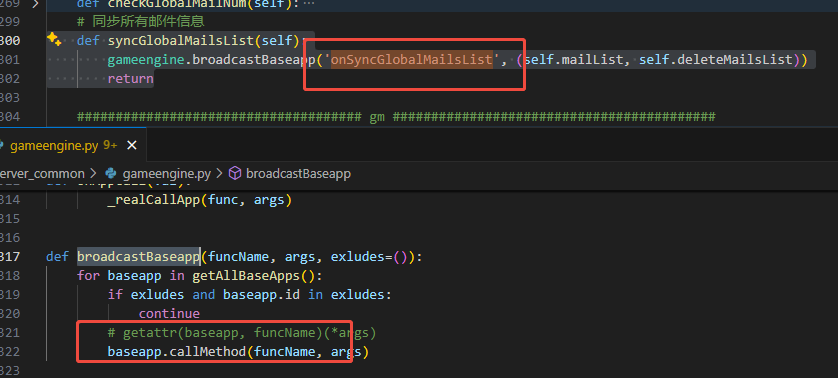 269 > def checkGlobalMailNum(self):···
299 # 同步所有邮件信息
300 def syncGlobalMailsList(self):
301 gameengine.broadcastBaseapp('onSyncGlobalMailsList', (self.mailList, self.deleteMailsList))
302 return
303
304 #################################### gm #########################################
gameengine.py 9+ ×
erver_common > gameengine.py > broadcastBaseapp
314 _realCallApp(func, args)
315
316
317 def broadcastBaseapp(funcName, args, exludes=()):
318 for baseapp in getAllBaseApps():
319 if exludes and baseapp.id in exludes:
320 continue
321 # getattr(baseapp, funcName)(*args)
322 baseapp.callMethod(funcName, args)